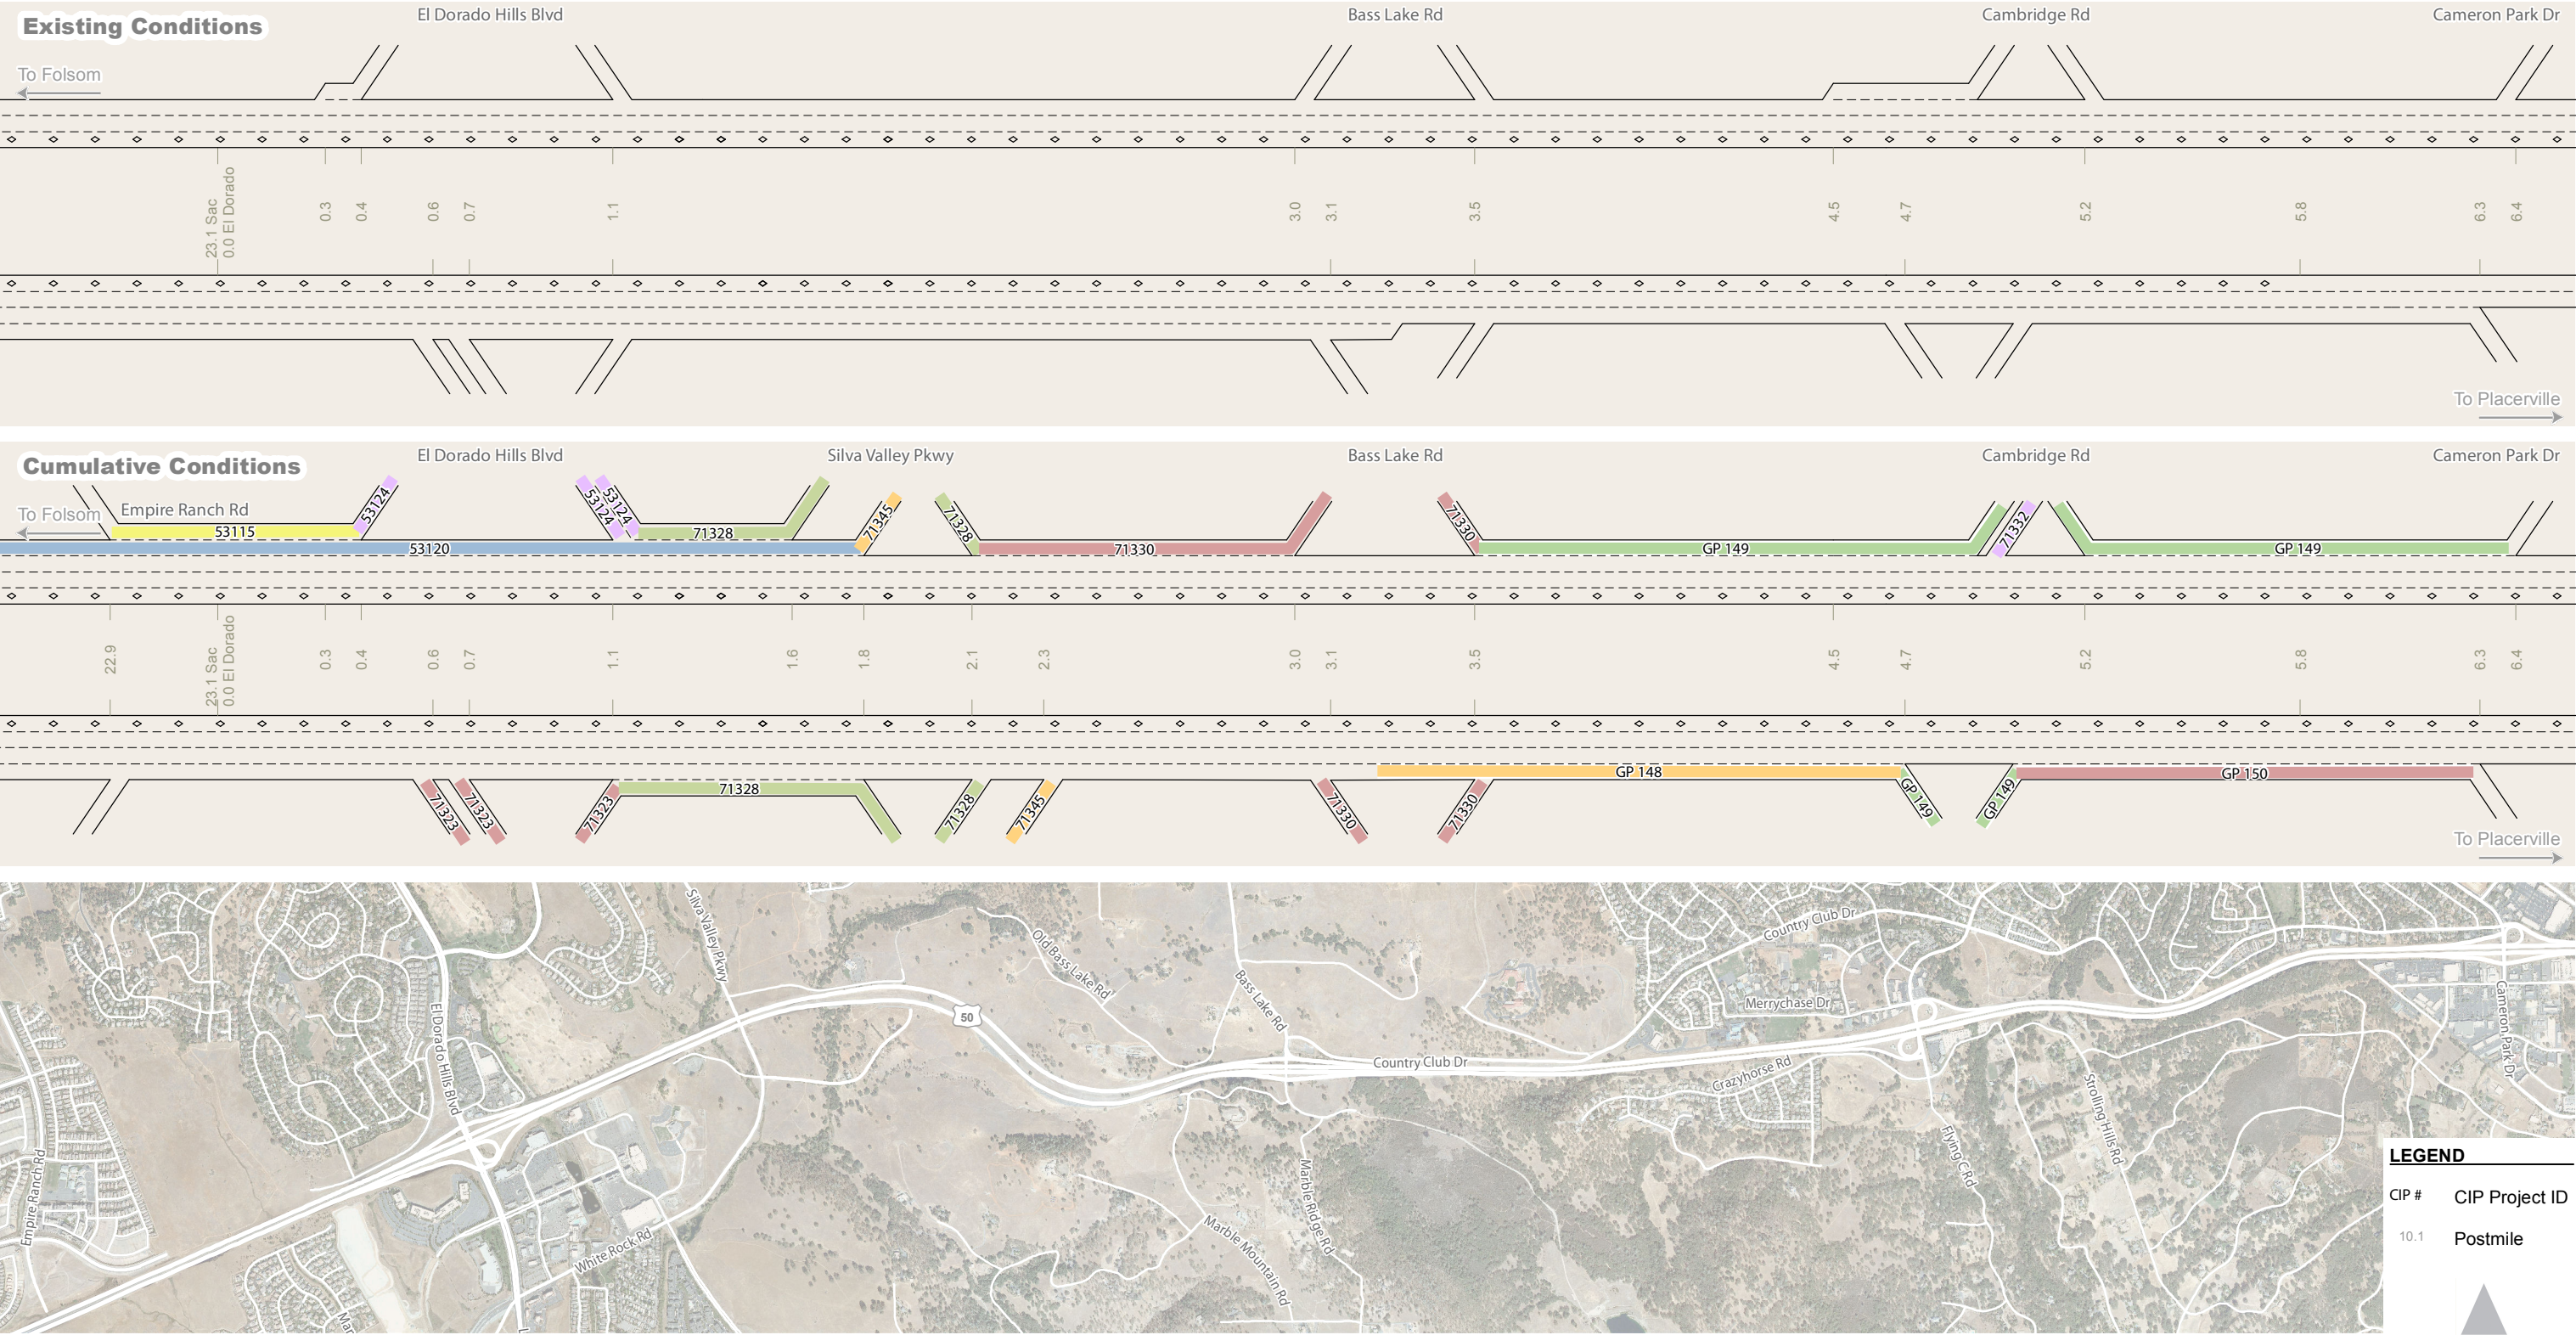 El Dorado Hills Blvd
Bass Lake Rd
Cambridge Rd
Cameron Park Dr
Existing Conditions
To Folsom
23.1 Sac
0.0 El Dorado
0.3
0.4
0.6
0.7
1.1
3.0
3.1
3.5
4.5
4.7
5.2
5.8
6.3
6.4
To Placerville
El Dorado Hills Blvd
Silva Valley Pkwy
Bass Lake Rd
Cambridge Rd
Cameron Park Dr
Cumulative Conditions
To Folsom
Empire Ranch Rd
53115
53124
53124
53124
71328
71345
71328
71330
71330
GP 149
71332
GP 149
53120
22.9
23.1 Sac
0.0 El Dorado
0.3
0.4
0.6
0.7
1.1
1.6
1.8
2.1
2.3
3.0
3.1
3.5
4.5
4.7
5.2
5.8
6.3
6.4
71323
71323
71323
71328
71328
71345
71330
71330
GP 148
GP 149
GP 149
GP 150
To Placerville
Silva Valley Pkwy
Old Bass Lake Rd
Bass Lake Rd
Country Club Dr
Merrychase Dr
El Dorado Hills Blvd
50
Country Club Dr
Crazyhorse Rd
Cameron Park Dr
Strolling Hills Rd
Flying C Rd
Empire Ranch Rd
White Rock Rd
Marble Mountain Rd
Marble Ridge Rd
LEGEND
CIP # CIP Project ID
10.1 Postmile